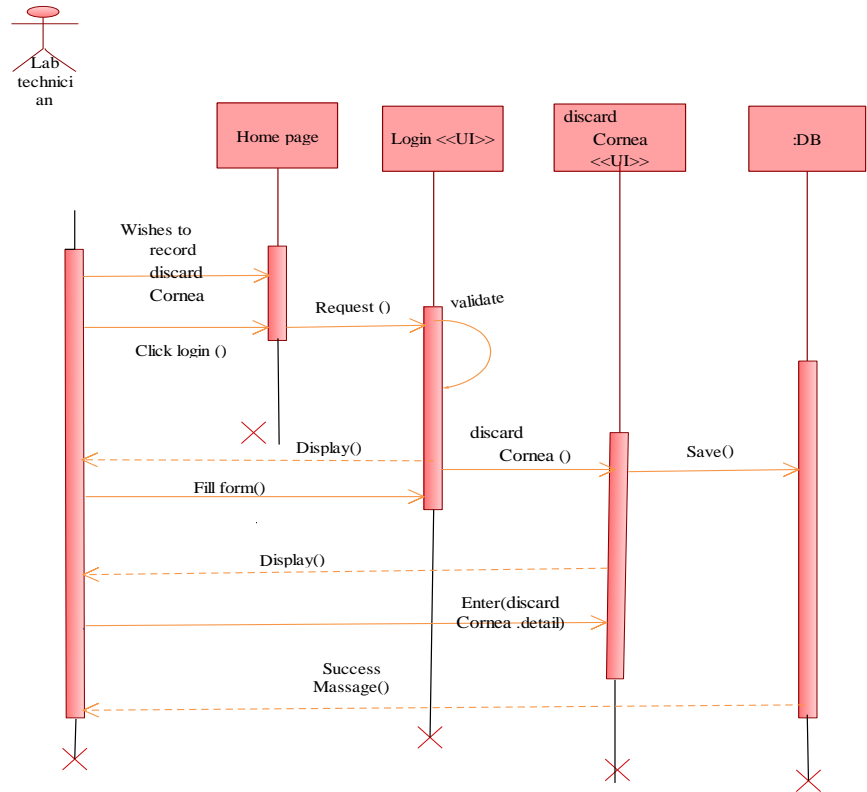 Lab
technici
an
Home page
Login <<UI>>
discard
Cornea
<<UI>>
:DB
Wishes to
record
discard
Cornea
Request ()
validate
Click login ()
Display()
discard
Cornea ()
Save()
Fill form()
Display()
Enter(discard
Cornea .detail)
Success
Massage()